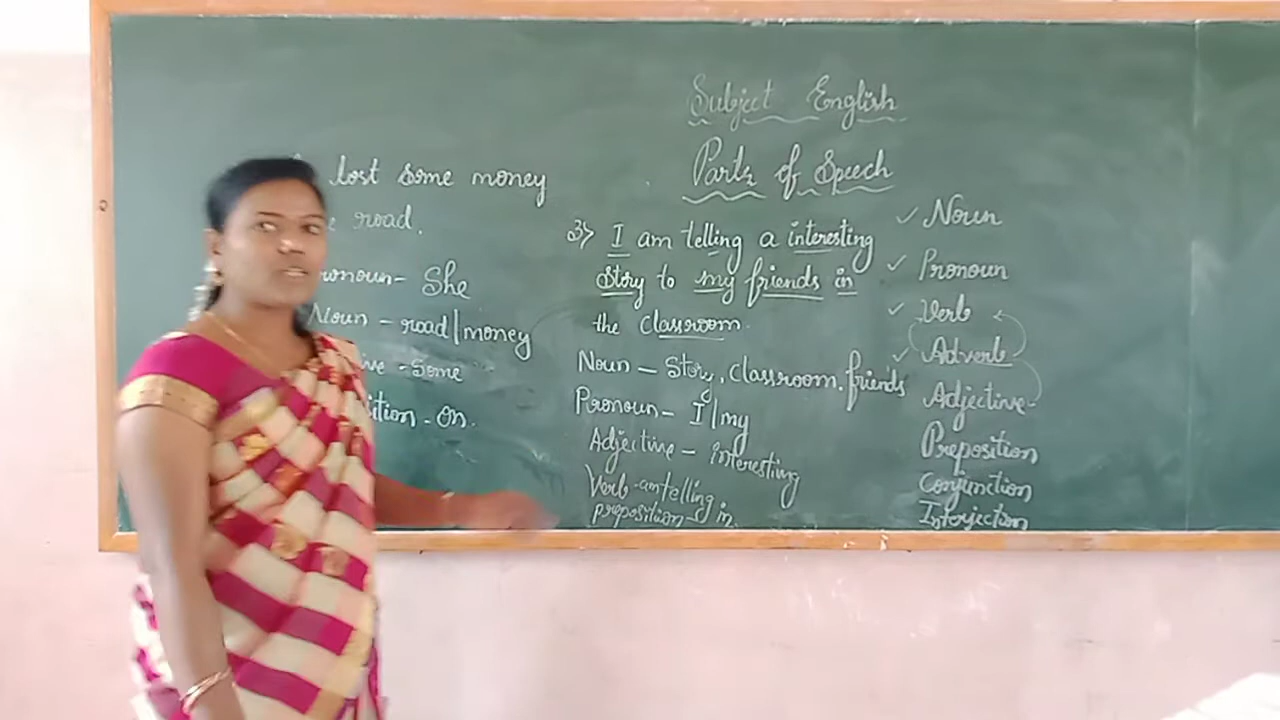 Subject English
Parts of Speech
lost some money
road.
Pronoun - She
Noun - road/money
- Some
- on.
3> I am telling a interesting
Story to my friends in
the classroom.
Noun - Story, classroom, friends
Pronoun - I/my
Adjective - interesting
Verb - am telling
preposition - in.
✓ Noun
✓ Pronoun
✓ Verb
✓ Adverb
Adjective
Preposition
Conjunction
Interjection